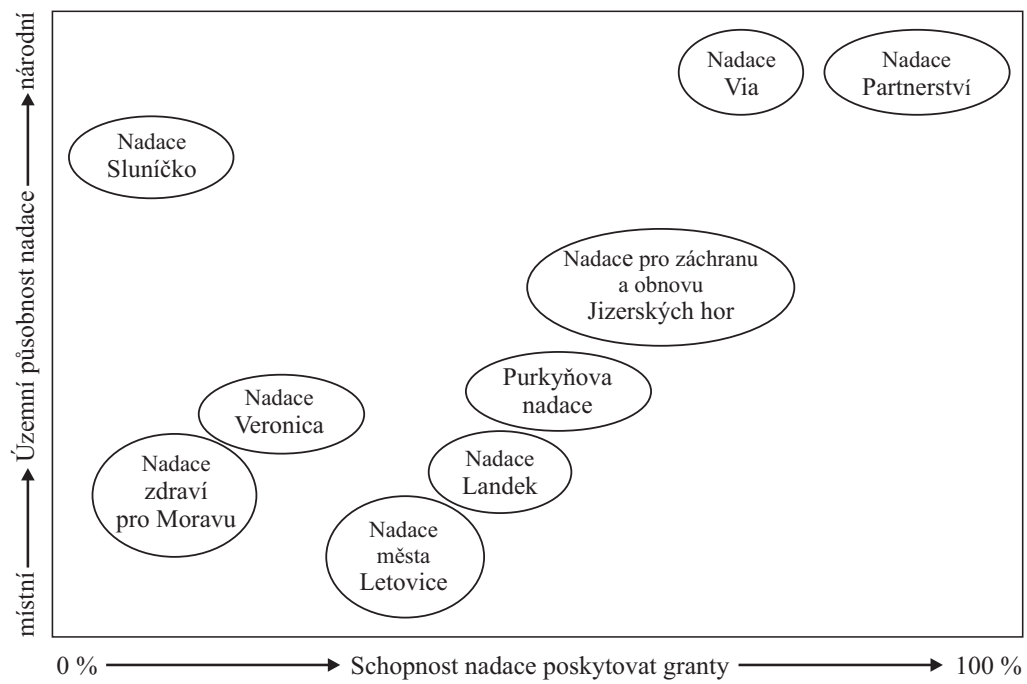 Územní působnost nadace
národní
místní
Nadace
Via
Nadace
Partnerství
Nadace
Sluníčko
Nadace pro záchranu
a obnovu
Jizerských hor
Purkyňova
nadace
Nadace
Veronica
Nadace
Landek
Nadace
zdraví
pro Moravu
Nadace
města
Letovice
0 %
Schopnost nadace poskytovat granty
100 %